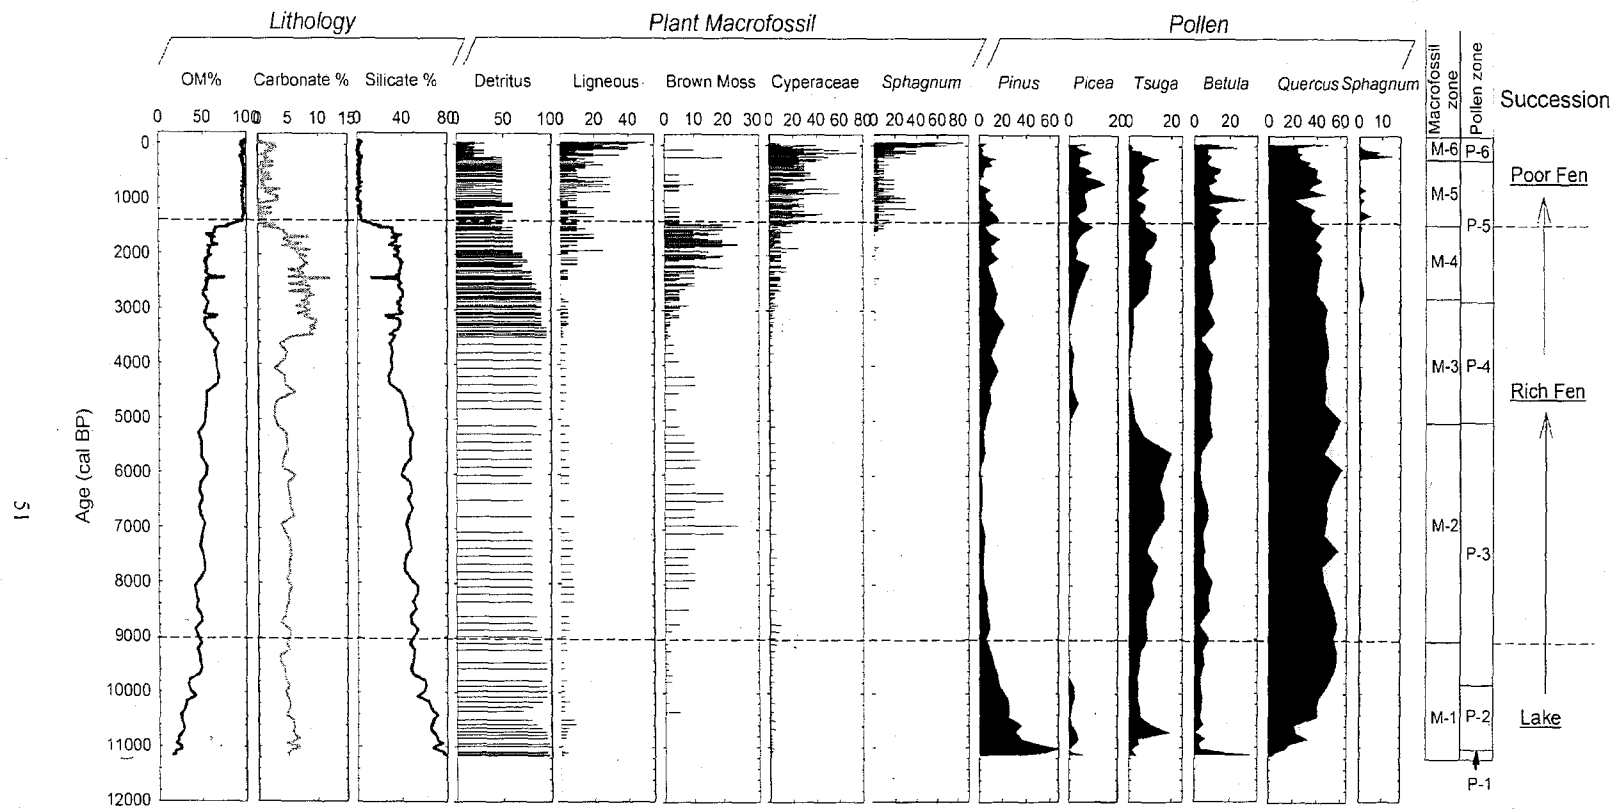 Lithology Plant Macrofossil Pollen
OM% Carbonate % Silicate % Detritus Ligneous Brown Moss Cyperaceae Sphagnum Pinus Picea Tsuga Betula Quercus Sphagnum
Macrofossil zone
Pollen zone
Succession
0 50 100 0 5 10 15 0 40 80 0 50 100 0 20 40 0 10 20 30 0 20 40 60 80 0 20 40 60 80 0 20 40 60 0 20 0 20 0 20 0 20 40 60 0 10
0
1000
2000
3000
4000
5000
6000
7000
8000
9000
10000
11000
12000
Age (cal BP)
M-6 P-6
M-5
P-5
M-4
M-3 P-4
M-2
P-3
M-1 P-2
P-1
Poor Fen
Rich Fen
Lake
51